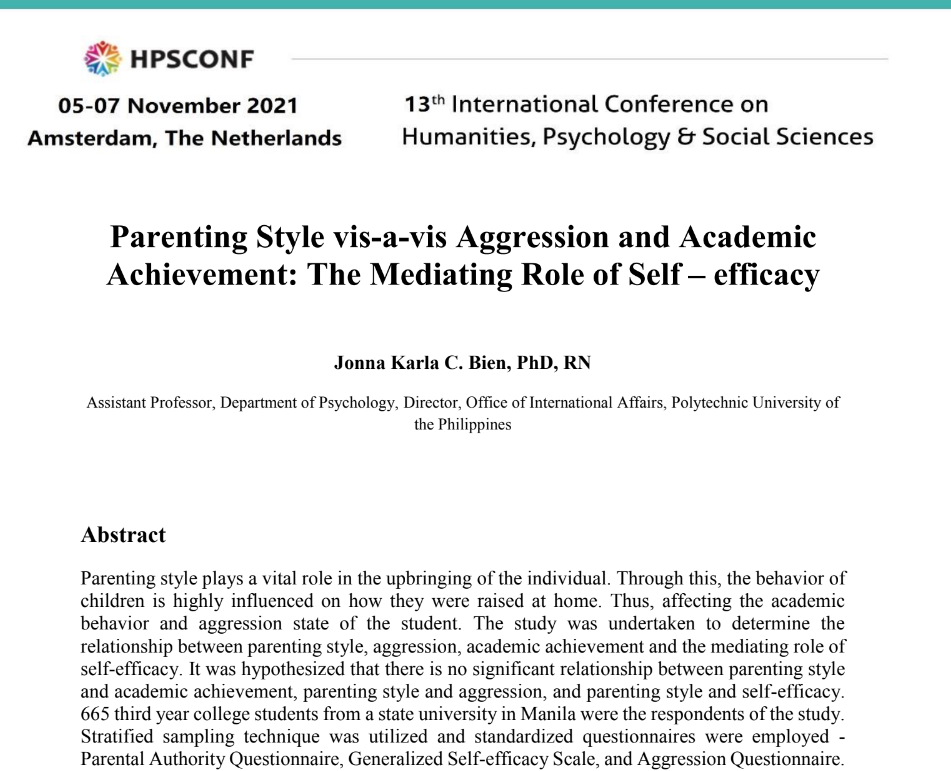 HPSCONF
05-07 November 2021
Amsterdam, The Netherlands
13th International Conference on
Humanities, Psychology & Social Sciences
Parenting Style vis-a-vis Aggression and Academic
Achievement: The Mediating Role of Self – efficacy
Jonna Karla C. Bien, PhD, RN
Assistant Professor, Department of Psychology, Director, Office of International Affairs, Polytechnic University of
the Philippines
Abstract
Parenting style plays a vital role in the upbringing of the individual. Through this, the behavior of
children is highly influenced on how they were raised at home. Thus, affecting the academic
behavior and aggression state of the student. The study was undertaken to determine the
relationship between parenting style, aggression, academic achievement and the mediating role of
self-efficacy. It was hypothesized that there is no significant relationship between parenting style
and academic achievement, parenting style and aggression, and parenting style and self-efficacy.
665 third year college students from a state university in Manila were the respondents of the study.
Stratified sampling technique was utilized and standardized questionnaires were employed -
Parental Authority Questionnaire, Generalized Self-efficacy Scale, and Aggression Questionnaire.